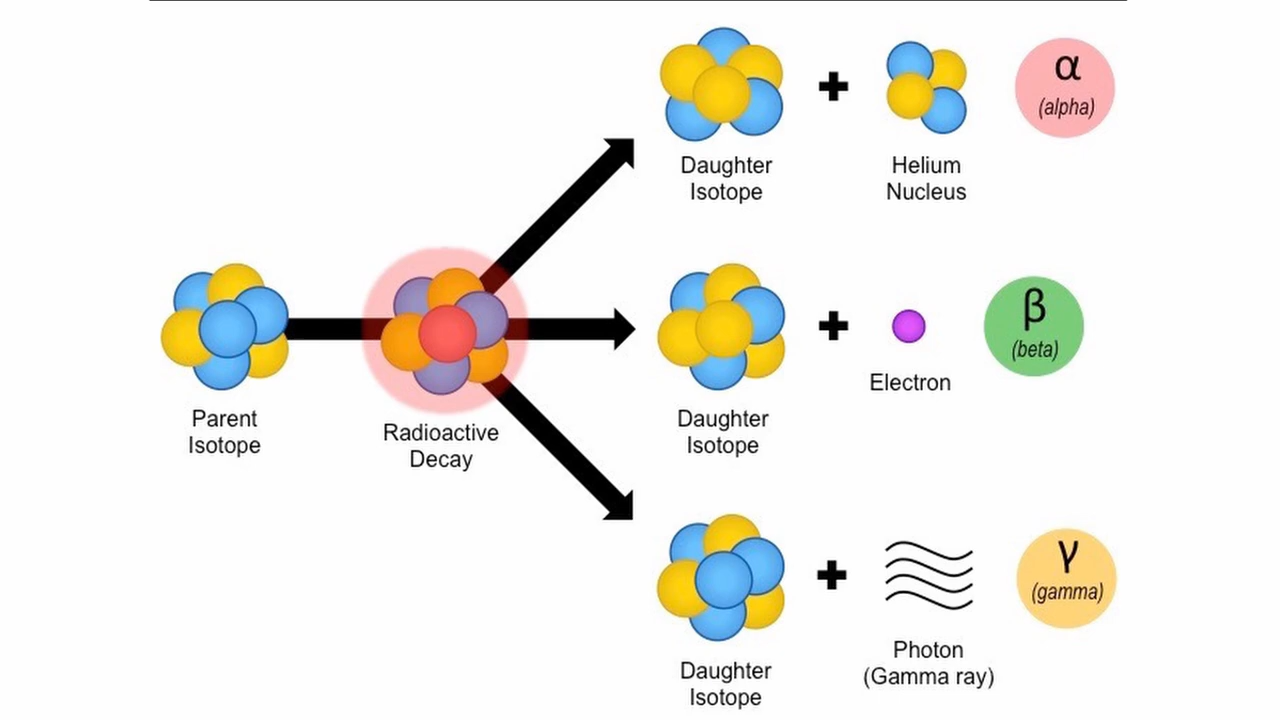 α
(alpha)
Daughter
Isotope
Helium
Nucleus
β
(beta)
Parent
Isotope
Radioactive
Decay
Daughter
Isotope
Electron
γ
(gamma)
Daughter
Isotope
Photon
(Gamma ray)